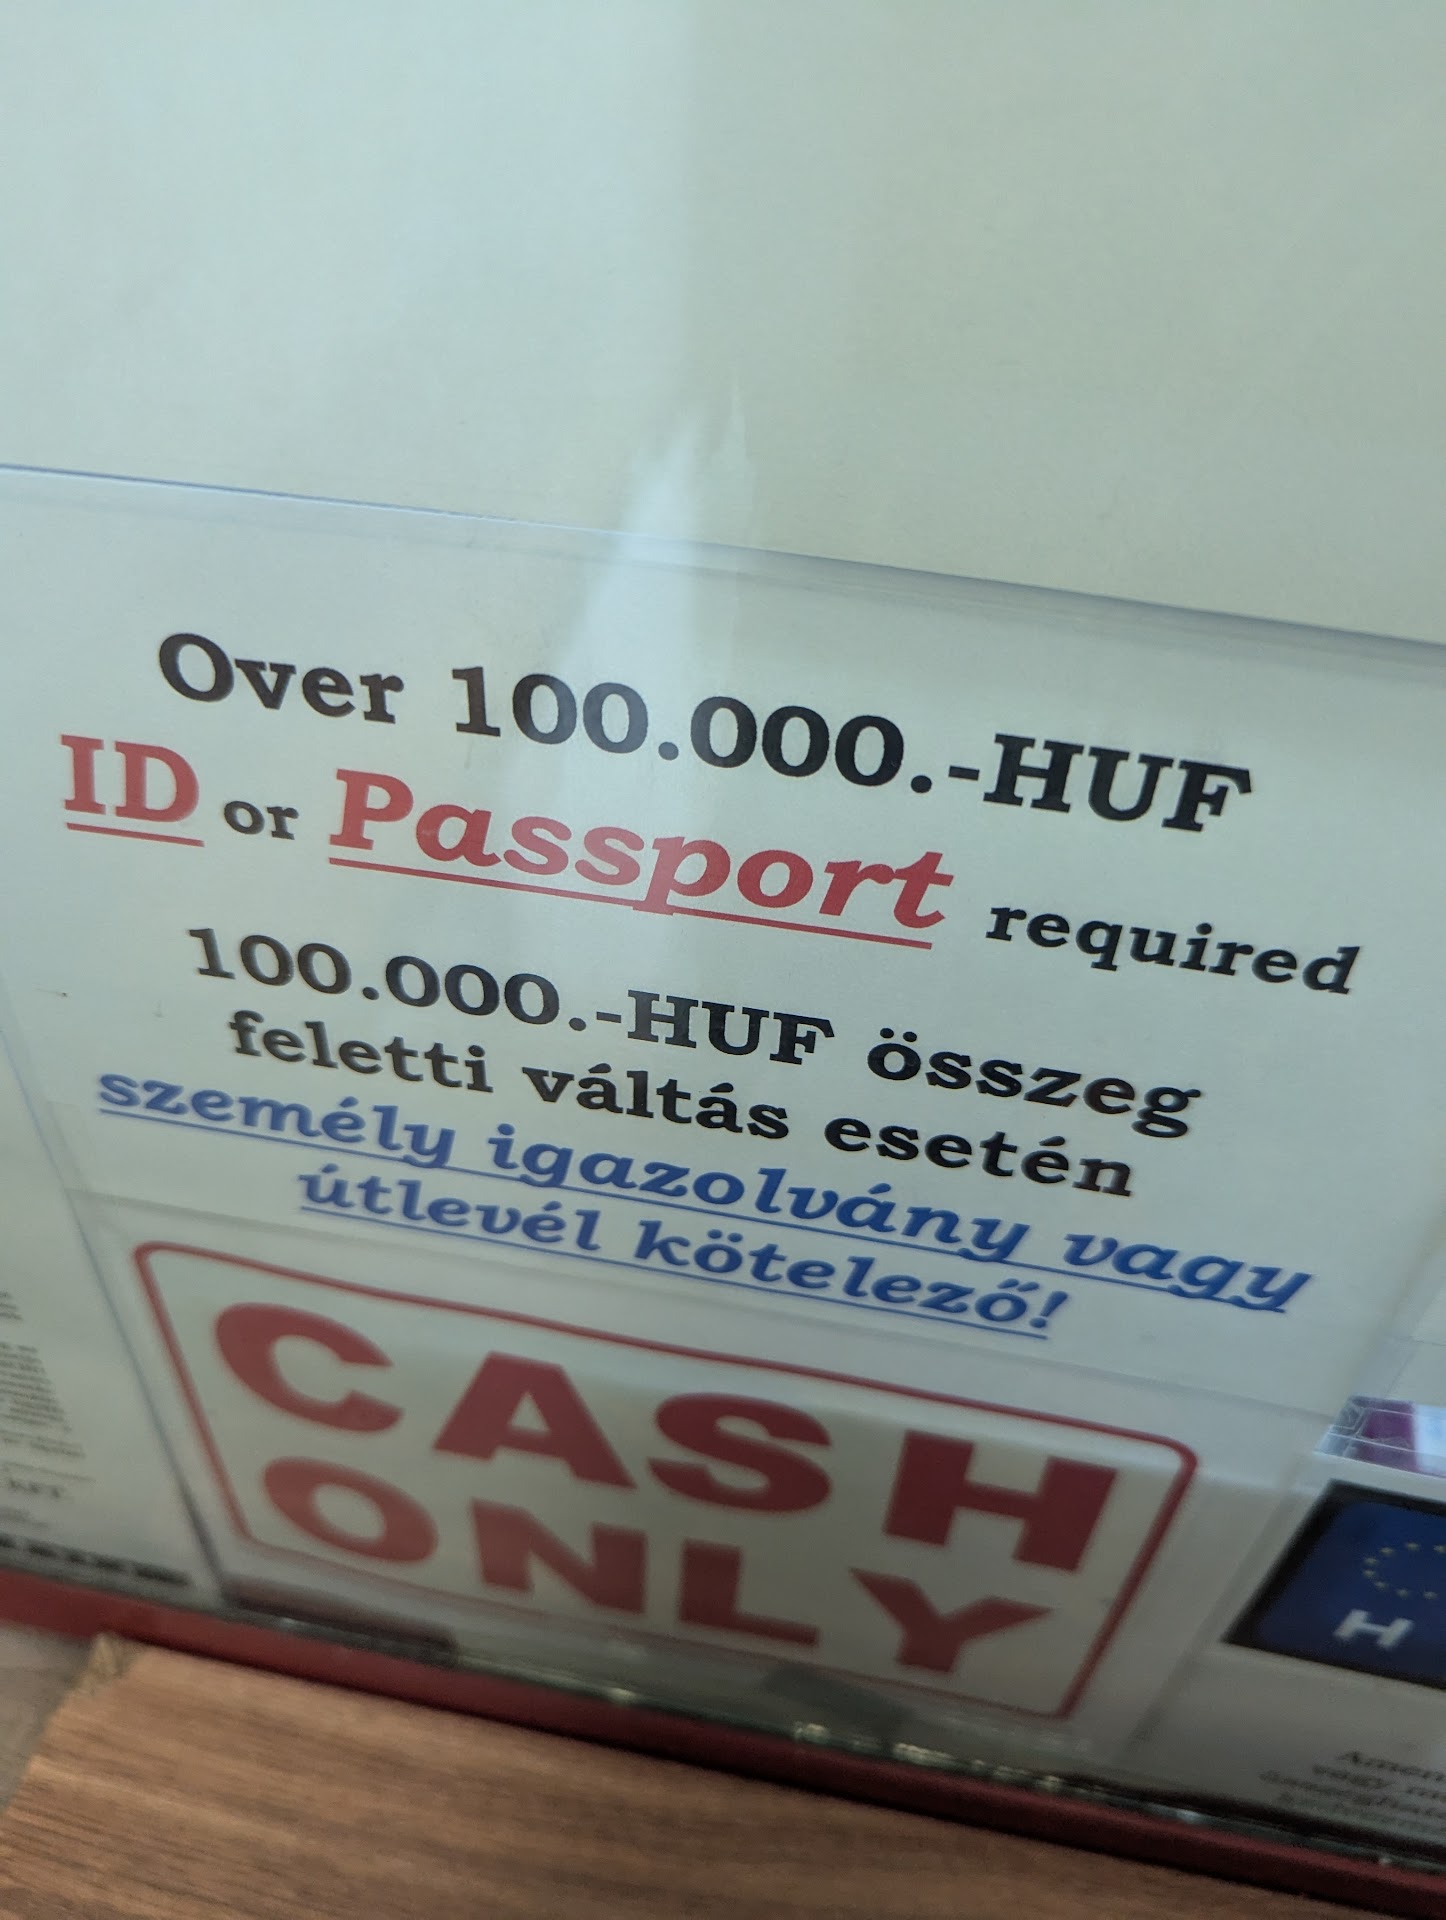 Over 100.000.-HUF
ID or Passport required
100.000.-HUF összeg
feletti váltás esetén
személy igazolvány vagy
útlevél kötelező!
CASH
ONLY
H